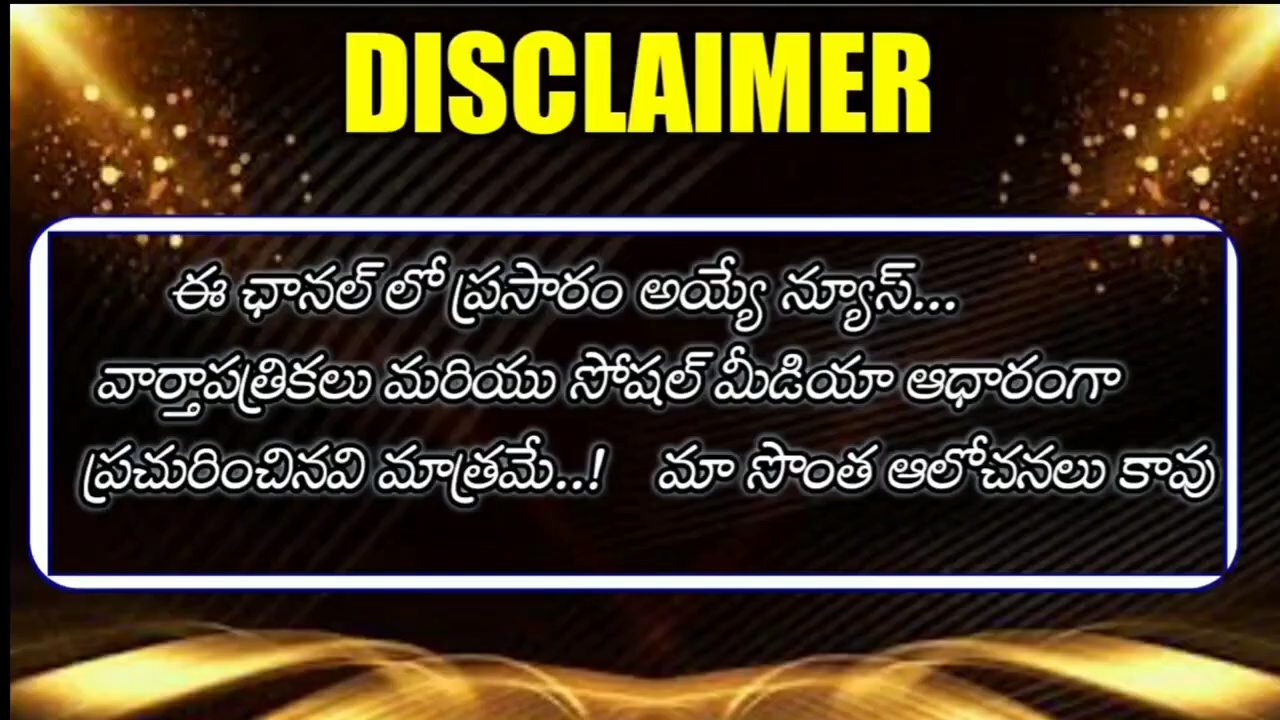 DISCLAIMER
ఈ ఛానల్ లో ప్రసారం అయ్యే న్యూస్...
వార్తాపత్రికలు మరియు సోషల్ మీడియా ఆధారంగా
ప్రచురించినవి మాత్రమే..! మా సొంత ఆలోచనలు కావు